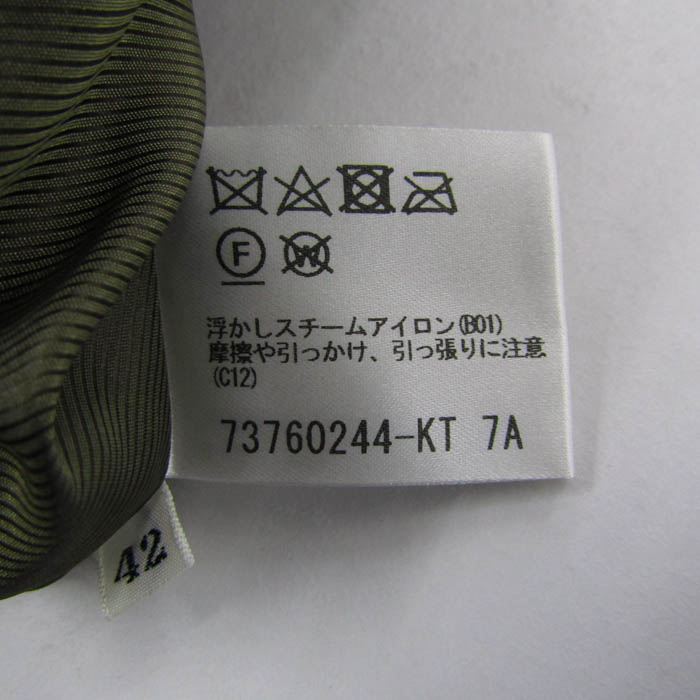 F W
浮かしスチームアイロン(B01)
摩擦や引っかけ、引っ張りに注意
(C12)
73760244-KT 7A
42